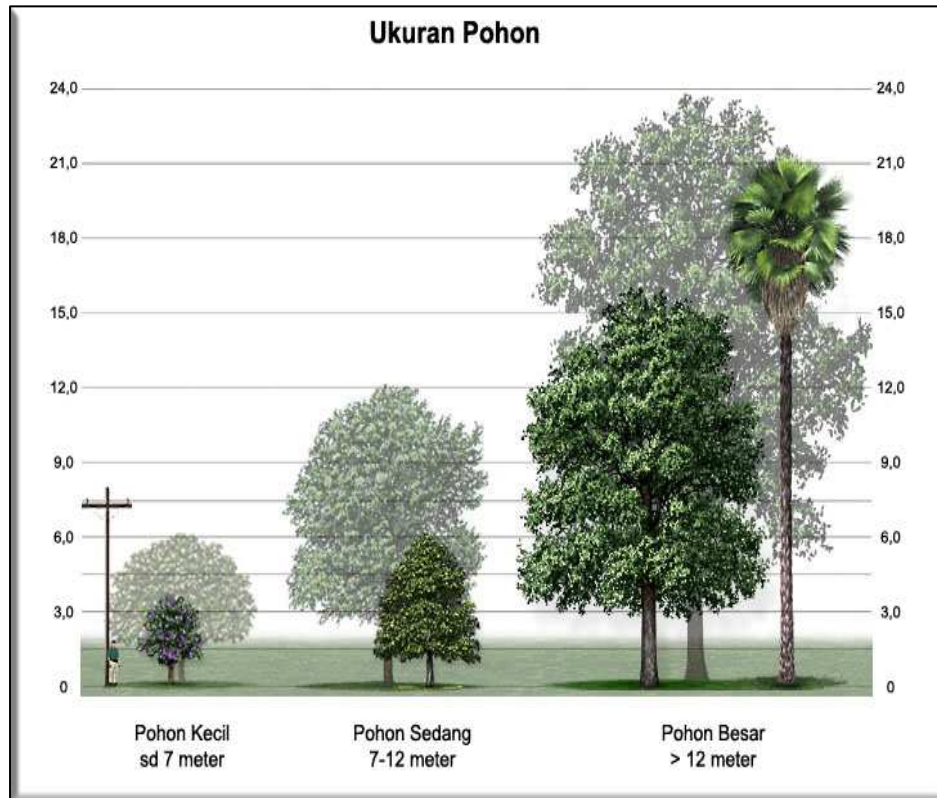 Ukuran Pohon
24,0 24,0
21,0 21,0
18,0 18,0
15,0 15,0
12,0 12,0
9,0 9,0
6,0 6,0
3,0 3,0
0 0
Pohon Kecil
sd 7 meter
Pohon Sedang
7-12 meter
Pohon Besar
> 12 meter